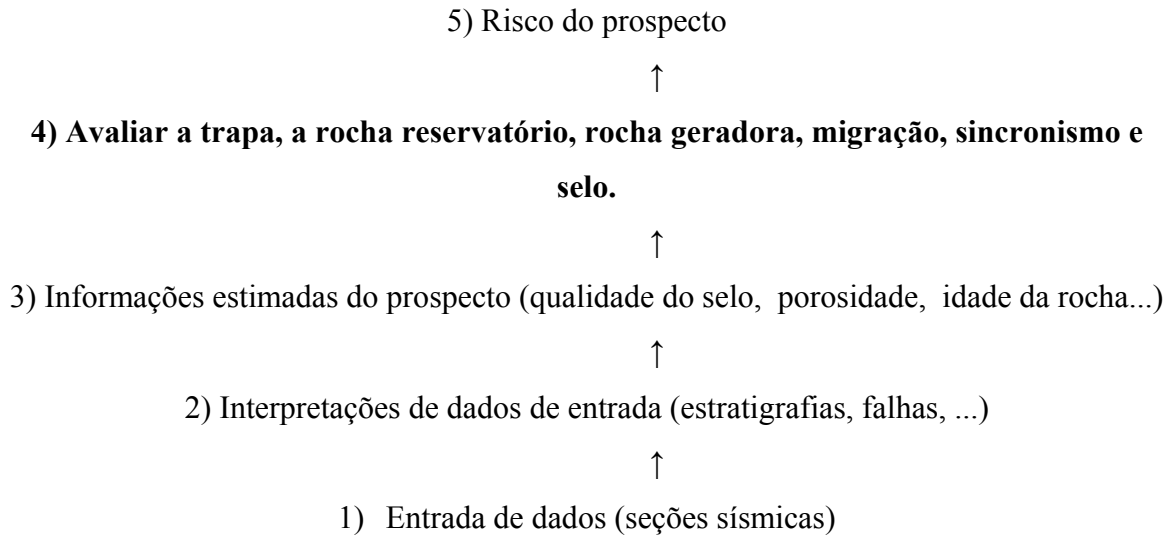 5) Risco do prospecto
↑
4) Avaliar a trapa, a rocha reservatório, rocha geradora, migração, sincronismo e
selo.
↑
3) Informações estimadas do prospecto (qualidade do selo, porosidade, idade da rocha...)
↑
2) Interpretações de dados de entrada (estratigrafias, falhas, ...)
↑
1) Entrada de dados (seções sísmicas)